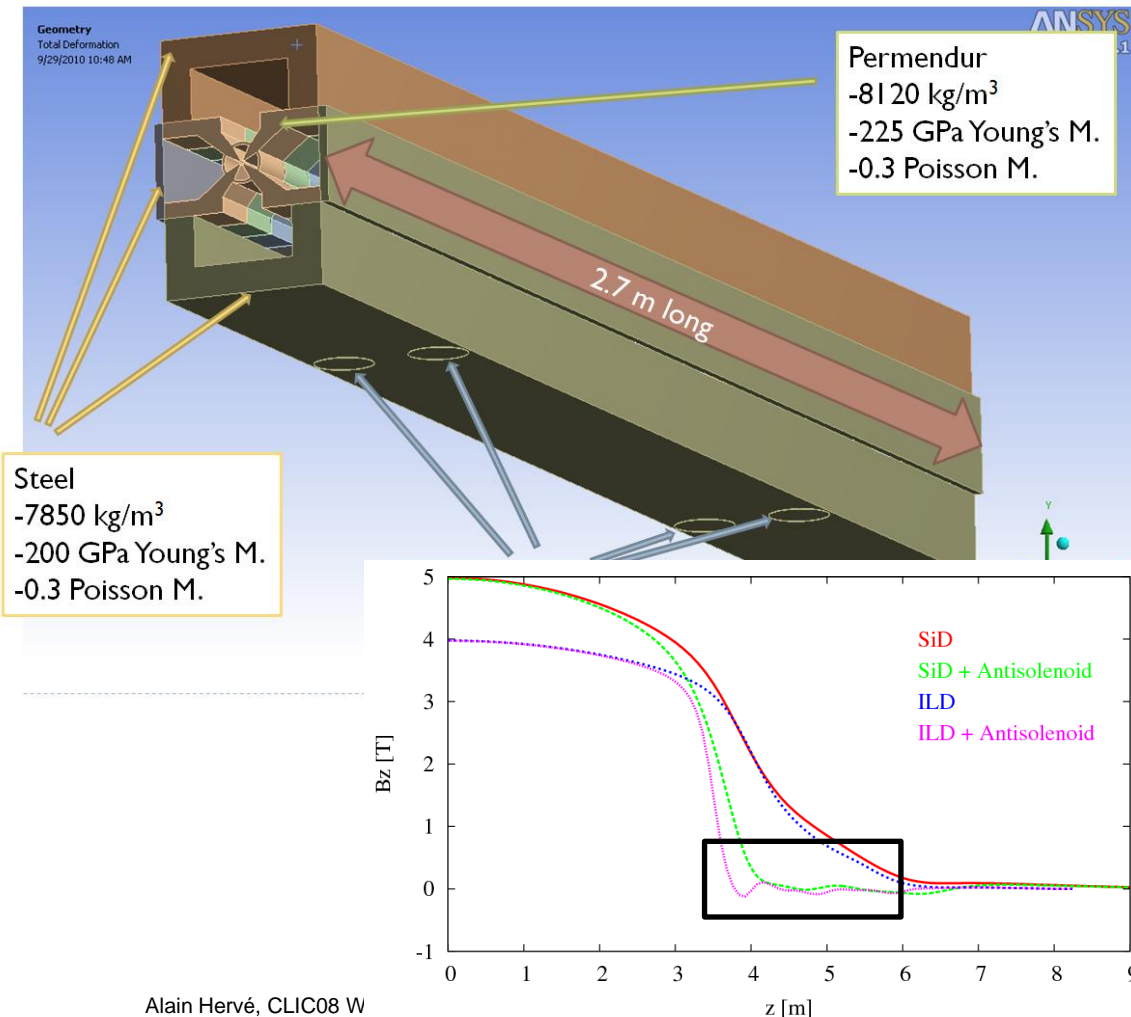 Geometry
Total Deformation
9/29/2010 10:48 AM
ANSYS
Permendur
-8120 kg/m³
-225 GPa Young's M.
-0.3 Poisson M.
2.7 m long
Steel
-7850 kg/m³
-200 GPa Young's M.
-0.3 Poisson M.
Y
5
4
3
2
1
0
-1
Bz [T]
SiD
SiD + Antisolenoid
ILD
ILD + Antisolenoid
0 1 2 3 4 5 6 7 8 9
z [m]
Alain Hervé, CLIC08 W